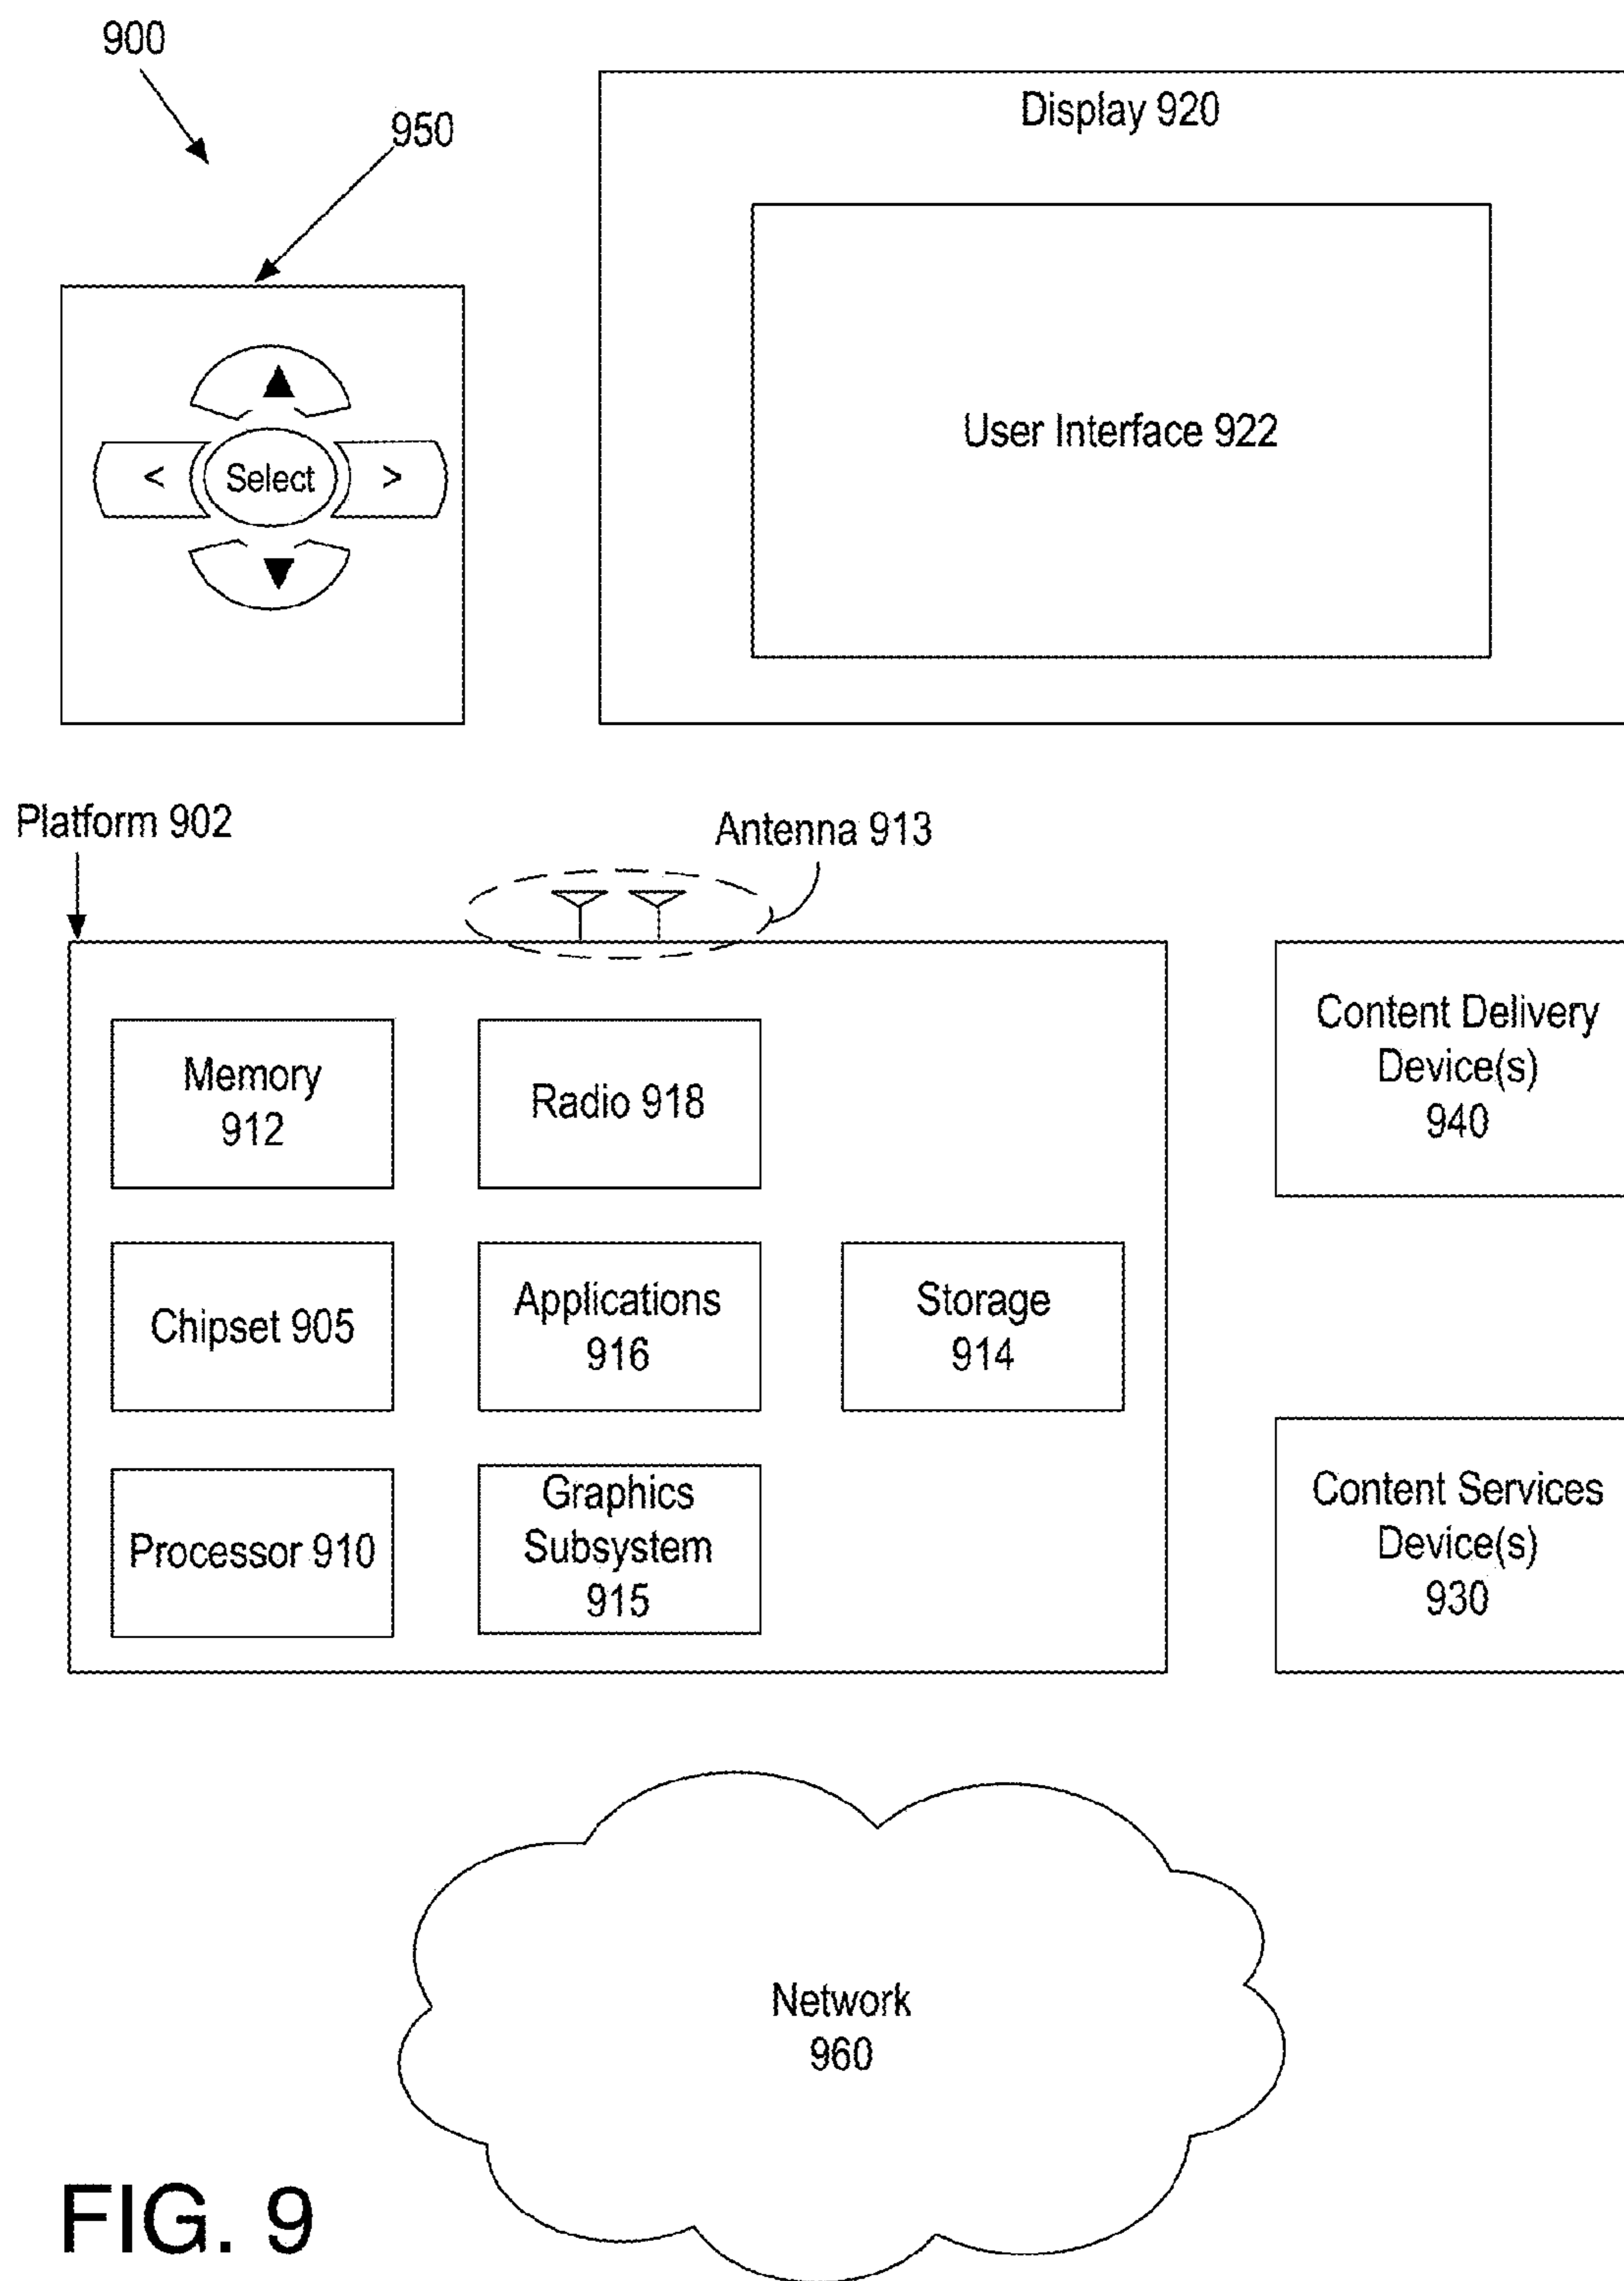 900
950
Display 920
User Interface 922
<
Select
>
Platform 902
Antenna 913
Memory
912
Radio 918
Content Delivery
Device(s)
940
Chipset 905
Applications
916
Storage
914
Processor 910
Graphics
Subsystem
915
Content Services
Device(s)
930
Network
960
FIG. 9